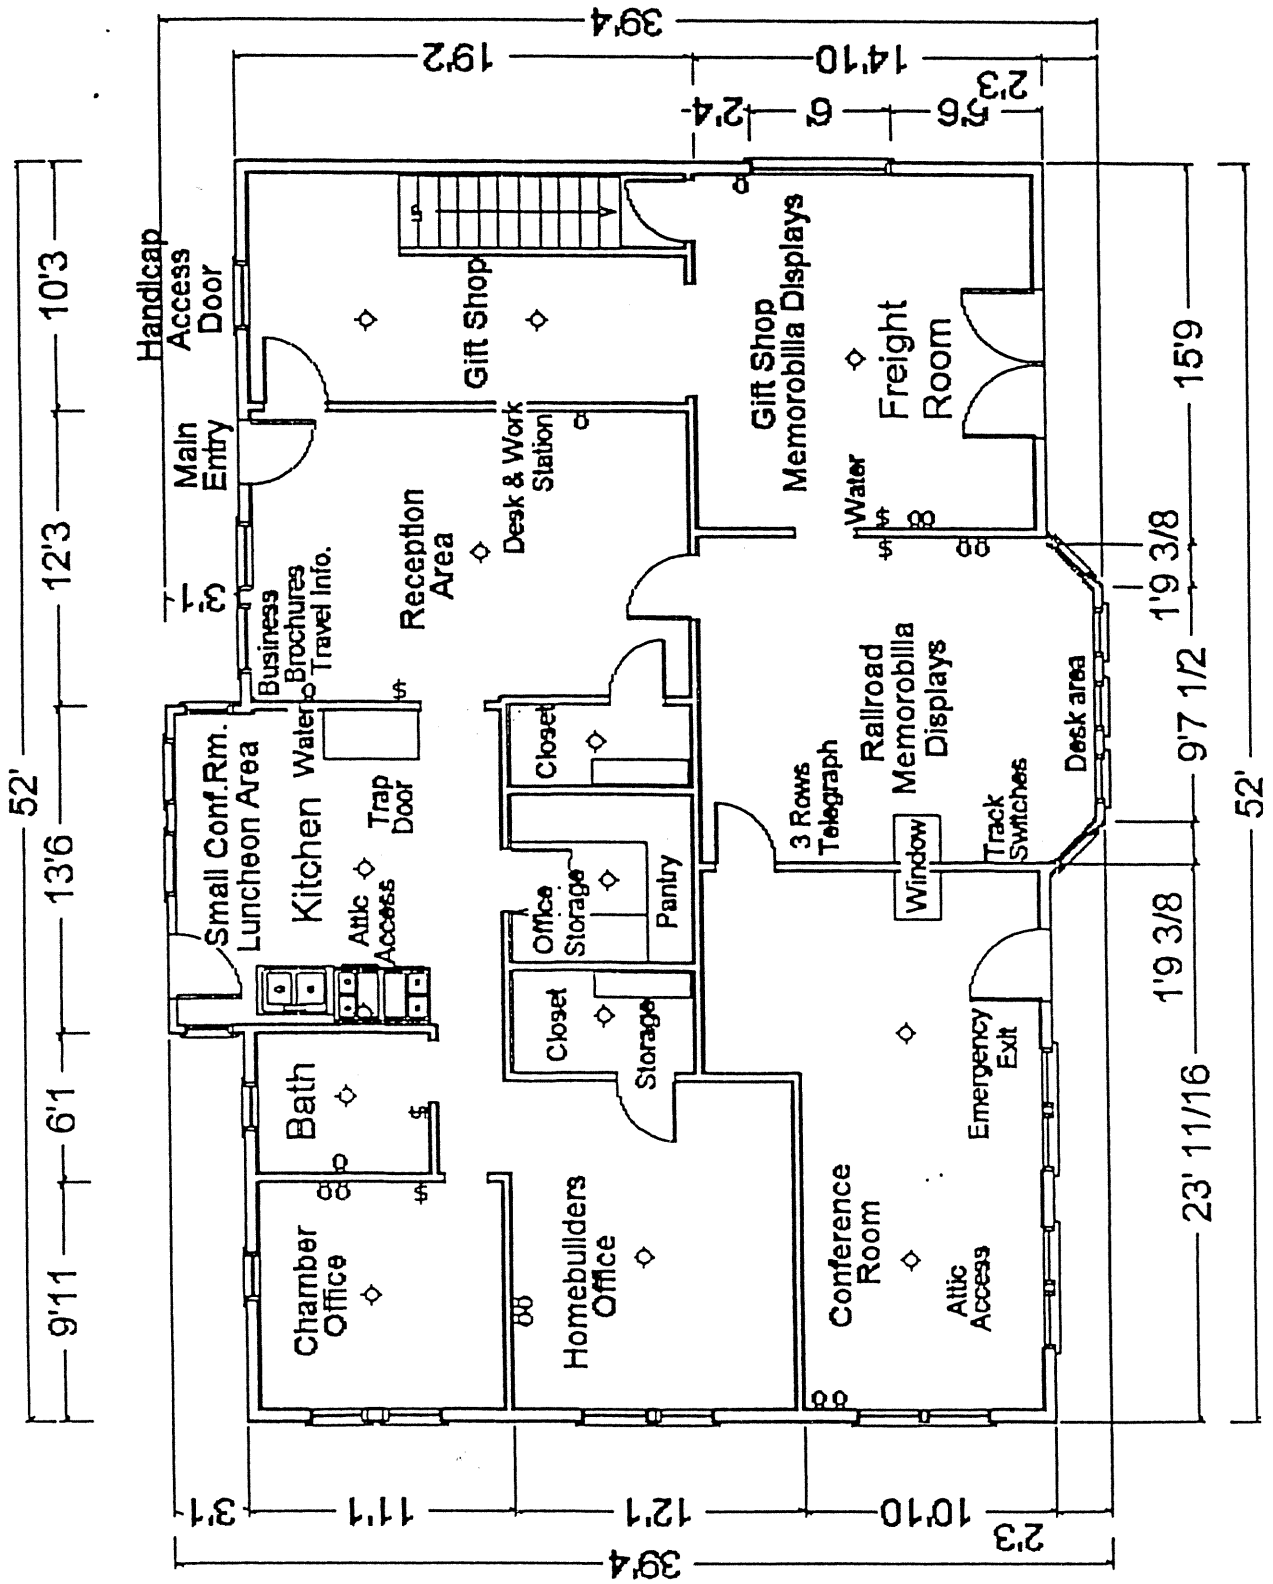 52'
9'11
6'1
13'6
12'3
10'3
Handicap
Access
Door
Main
Entry
3'1
Small Conf.Rm.
Luncheon Area
Kitchen
Water
Trap
Door
Attic
Access
Business
Brochures
Travel Info.
Reception
Area
Desk & Work
Station
Gift Shop
Bath
Chamber
Office
Closet
Office
Storage
Pantry
Closet
Storage
Homebuilders
Office
Gift Shop
Memorobilia Displays
Freight
Room
Water
3 Rows
Telegraph
Railroad
Memorobilia
Displays
Window
Track
Switches
Desk area
Conference
Room
Attic
Access
Emergency
Exit
23' 11/16
1'9 3/8
9'7 1/2
1'9 3/8
15'9
52'
39'4
3'1
11'1
12'1
10'10
2'3
39'4
19'2
14'10
2'3
2'4
6'
5'6
$
$
$
$
$
S